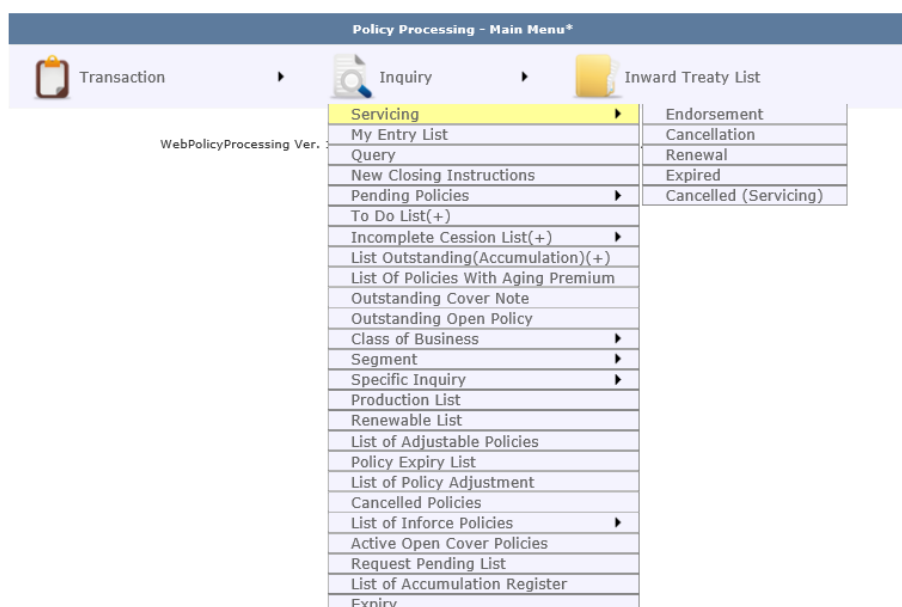 Policy Processing - Main Menu*
Transaction Inquiry Inward Treaty List
WebPolicyProcessing Ver.
Servicing
My Entry List
Query
New Closing Instructions
Pending Policies
To Do List(+)
Incomplete Cession List(+)
List Outstanding(Accumulation)(+)
List Of Policies With Aging Premium
Outstanding Cover Note
Outstanding Open Policy
Class of Business
Segment
Specific Inquiry
Production List
Renewable List
List of Adjustable Policies
Policy Expiry List
List of Policy Adjustment
Cancelled Policies
List of Inforce Policies
Active Open Cover Policies
Request Pending List
List of Accumulation Register
Expiry
Endorsement
Cancellation
Renewal
Expired
Cancelled (Servicing)